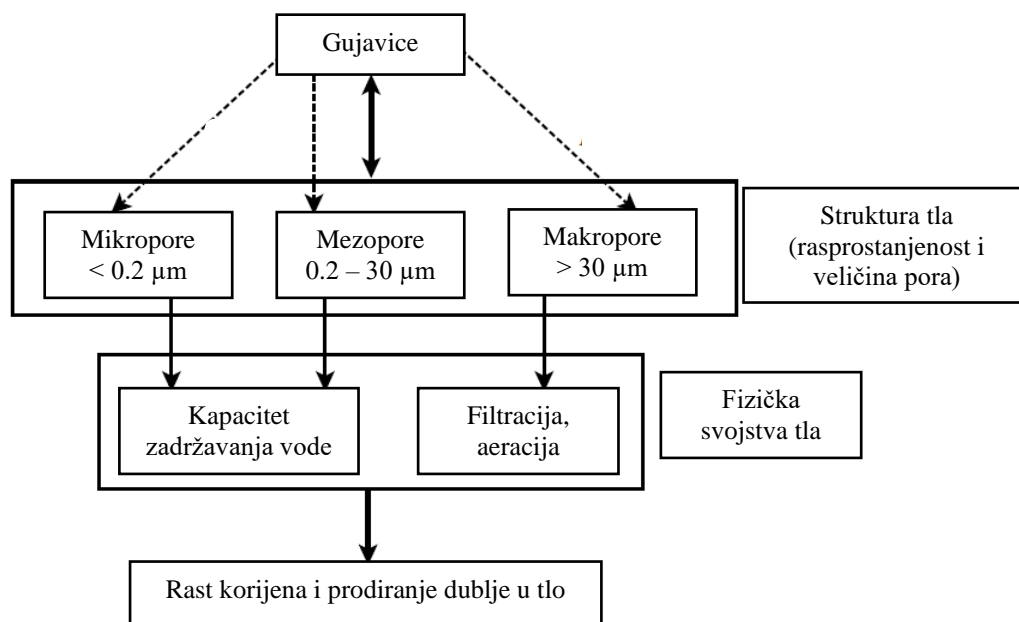 Gujavice
Mikropore
< 0.2 µm
Mezopore
0.2 – 30 µm
Makropore
> 30 µm
Struktura tla
(rasprostanjenost i
veličina pora)
Kapacitet
zadržavanja vode
Filtracija,
aeracija
Fizička
svojstva tla
Rast korijena i prodiranje dublje u tlo